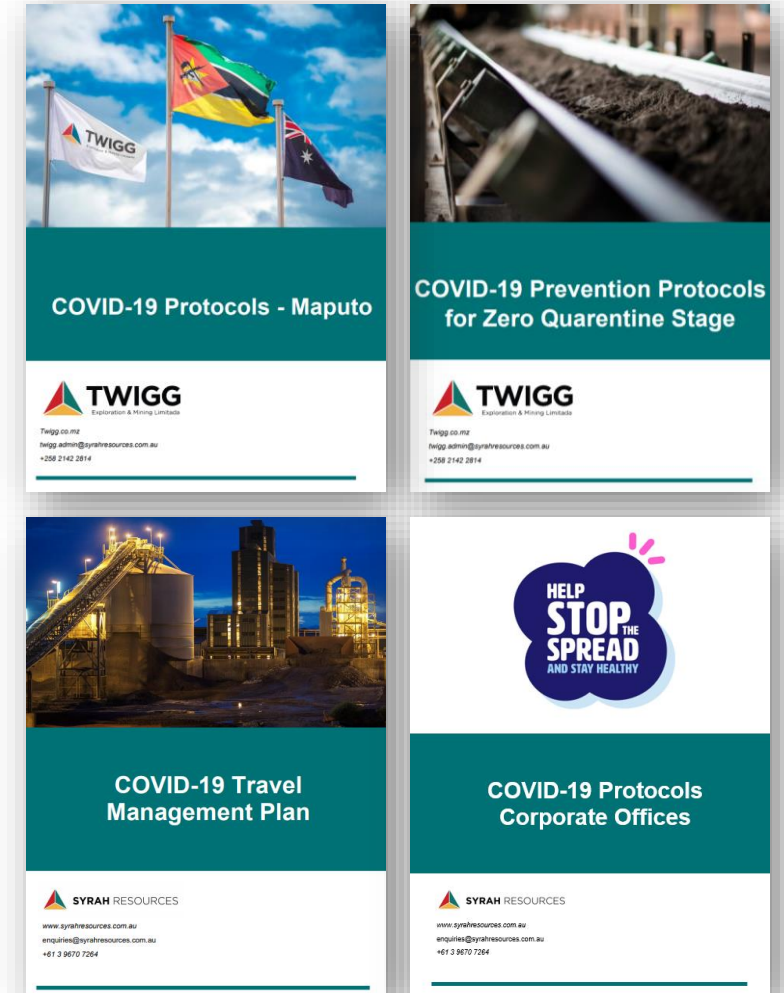 TWIGG
COVID-19 Protocols - Maputo
TWIGG
Exploration & Mining Limitada
Twigg.co.mz
twigg.admin@syrahresources.com.au
+258 2142 2814
COVID-19 Prevention Protocols
for Zero Quarentine Stage
TWIGG
Exploration & Mining Limitada
Twigg.co.mz
twigg.admin@syrahresources.com.au
+258 2142 2814
COVID-19 Travel
Management Plan
SYRAH RESOURCES
www.syrahresources.com.au
enquiries@syrahresources.com.au
+61 3 9670 7264
HELP
STOP THE
SPREAD
AND STAY HEALTHY
COVID-19 Protocols
Corporate Offices
SYRAH RESOURCES
www.syrahresources.com.au
enquiries@syrahresources.com.au
+61 3 9670 7264